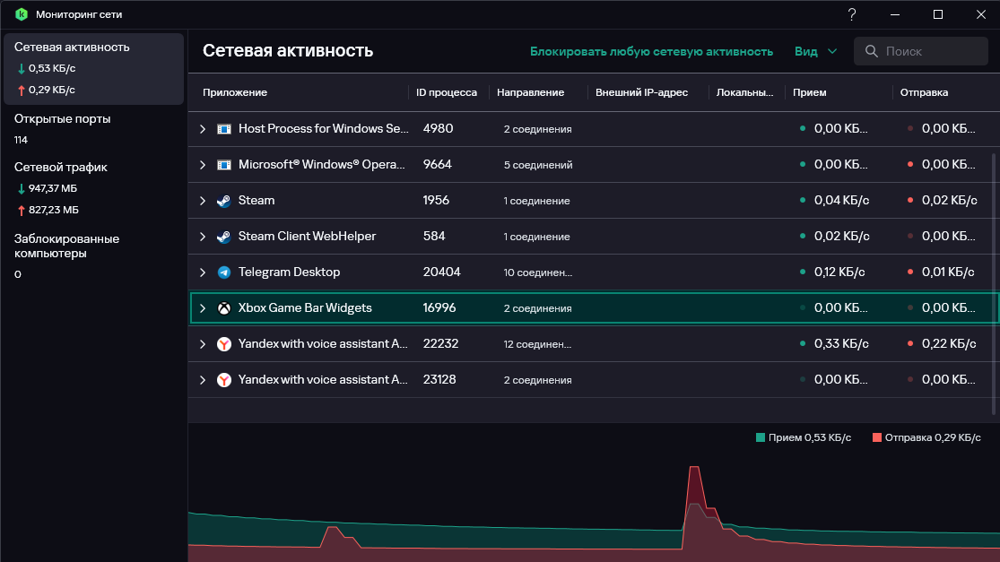 Мониторинг сети
?
Сетевая активность
0,53 КБ/с
0,29 КБ/с
Открытые порты
114
Сетевой трафик
947,37 МБ
827,23 МБ
Заблокированные
компьютеры
0
Сетевая активность Блокировать любую сетевую активность Вид Поиск
Приложение ID процесса Направление Внешний IP-адрес Локальны... Прием Отправка
Host Process for Windows Se... 4980 2 соединения 0,00 КБ... 0,00 КБ...
Microsoft® Windows® Opera... 9664 5 соединений 0,00 КБ... 0,00 КБ...
Steam 1956 1 соединение 0,04 КБ/с 0,02 КБ/с
Steam Client WebHelper 584 1 соединение 0,02 КБ/с 0,00 КБ...
Telegram Desktop 20404 10 соединен... 0,12 КБ/с 0,01 КБ/с
Xbox Game Bar Widgets 16996 2 соединения 0,00 КБ... 0,00 КБ...
Yandex with voice assistant A... 22232 12 соединен... 0,33 КБ/с 0,22 КБ/с
Yandex with voice assistant A... 23128 2 соединения 0,00 КБ... 0,00 КБ...
Прием 0,53 КБ/с Отправка 0,29 КБ/с